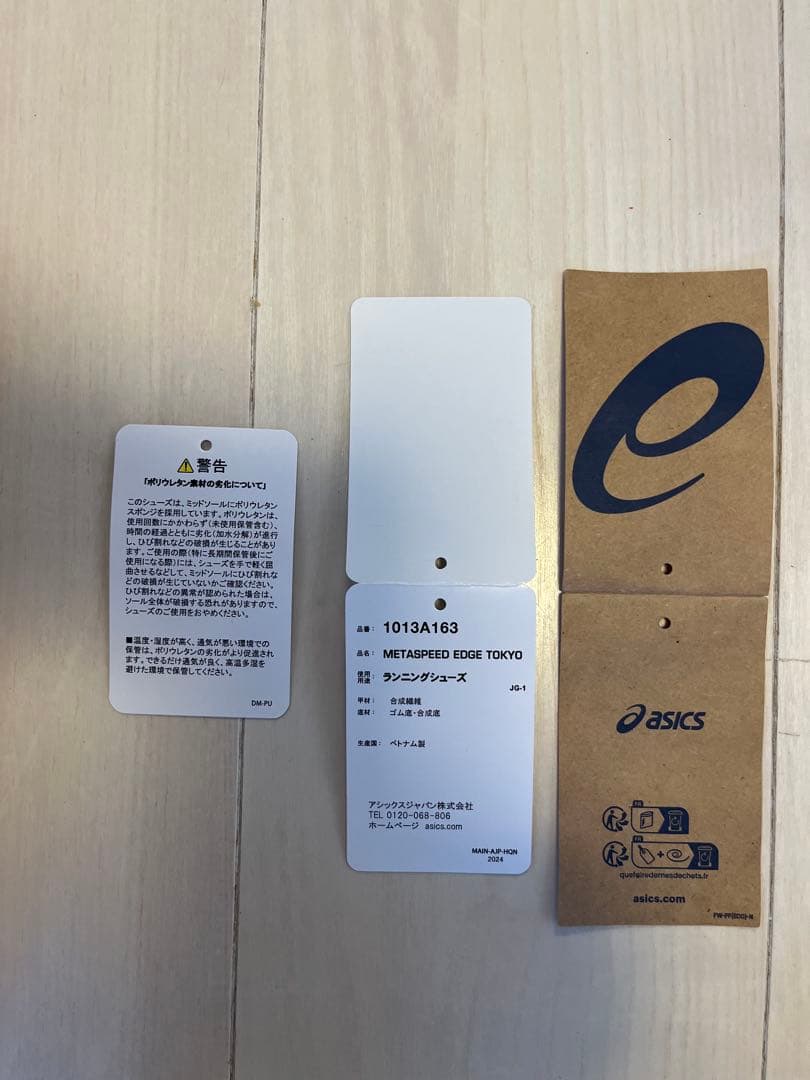 警告
「ポリウレタン素材の劣化について」
このシューズは、ミッドソールにポリウレタン
スポンジを採用しています。ポリウレタンは、
使用回数にかかわらず(未使用保管含む)、
時間の経過とともに劣化(加水分解)が進行
し、ひび割れなどの破損が生じることがあり
ます。ご使用の際(特に長期間保管後にご
使用になる際)には、シューズを手で軽く屈
曲させるなどして、ミッドソールにひび割れな
どの破損が生じていないかご確認ください。
ひび割れなどの異常が認められた場合は、
ソール全体が破損する恐れがありますので、
シューズのご使用をおやめください。
■温度・湿度が高く、通気が悪い環境での
保管は、ポリウレタンの劣化がより促進され
ます。できるだけ通気が良く、高温多湿を
避けた環境で保管してください。
DM-PU
品番: 1013A163
品名: METASPEED EDGE TOKYO
使用用途: ランニングシューズ
JG-1
甲材: 合成繊維
底材: ゴム底・合成底
生産国: ベトナム製
アシックスジャパン株式会社
TEL 0120-068-806
ホームページ asics.com
MAIN-AJP-HQN
2024
asics
FR
FR
quefairedemesdechets.fr
asics.com